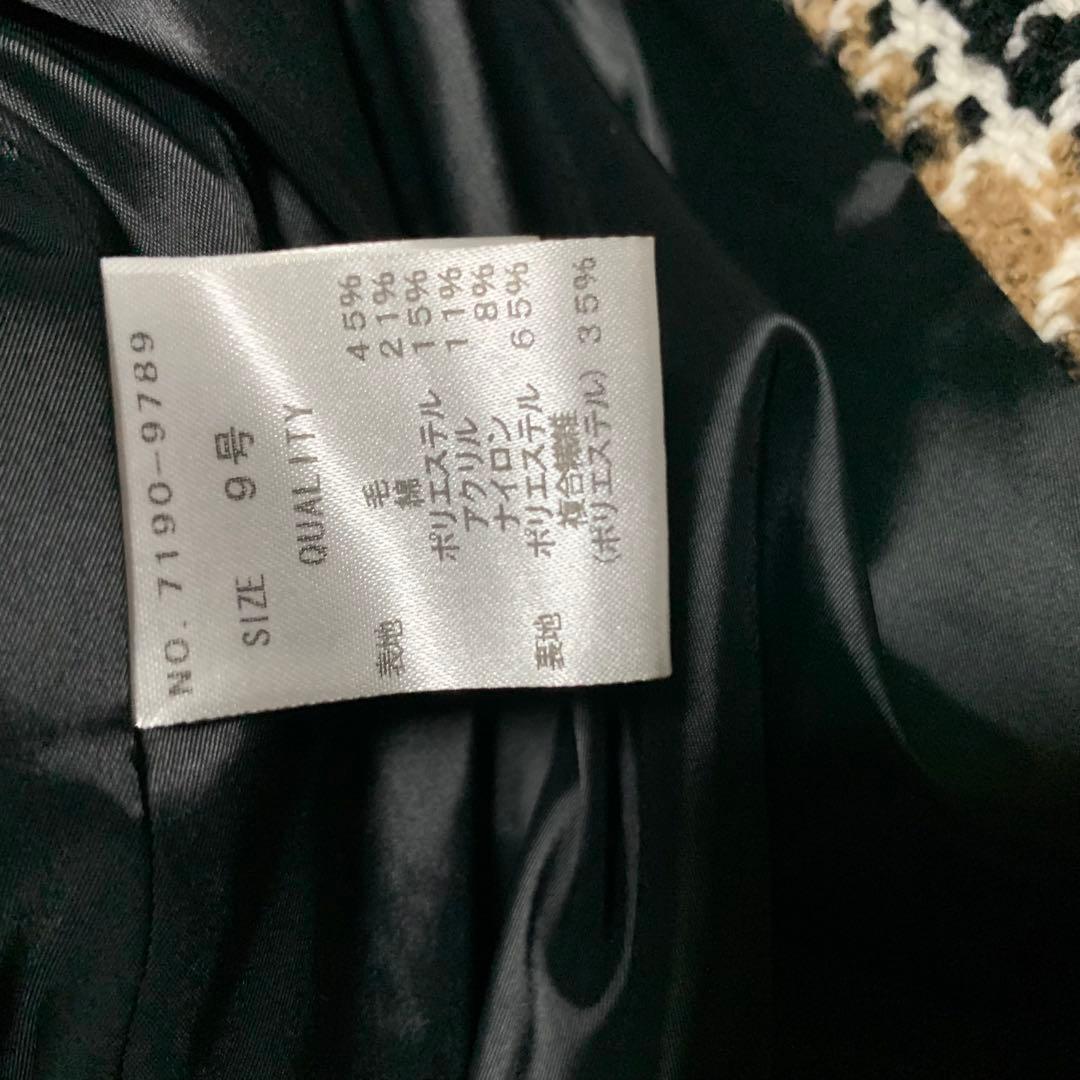 NO. 7190-9789
SIZE 9号
QUALITY
表地 毛 45%
綿 21%
ポリエステル 15%
アクリル 11%
ナイロン 8%
裏地 ポリエステル 65%
複合繊維
(ポリエステル) 35%